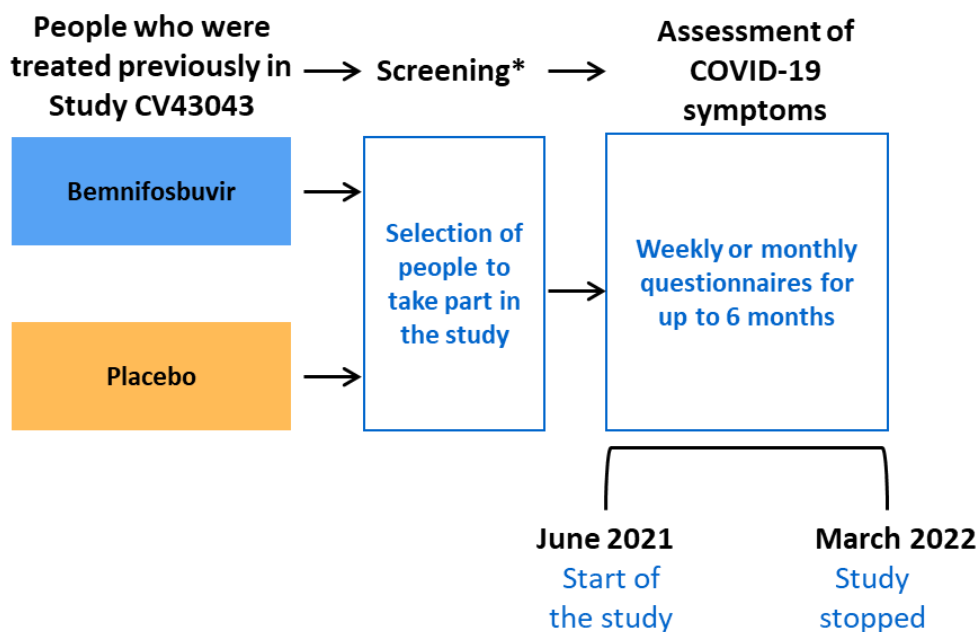 People who were
treated previously in
Study CV43043
Screening*
Assessment of
COVID-19
symptoms
Bemnifosbuvir
Placebo
Selection of
people to
take part in
the study
Weekly or monthly
questionnaires for
up to 6 months
June 2021
Start of
the study
March 2022
Study
stopped